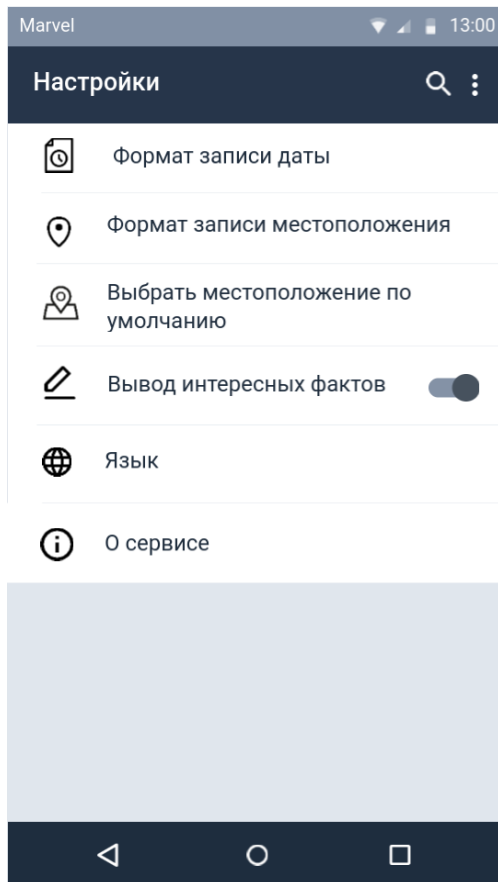 Marvel 13:00
Настройки
Формат записи даты
Формат записи местоположения
Выбрать местоположение по
умолчанию
Вывод интересных фактов
Язык
О сервисе